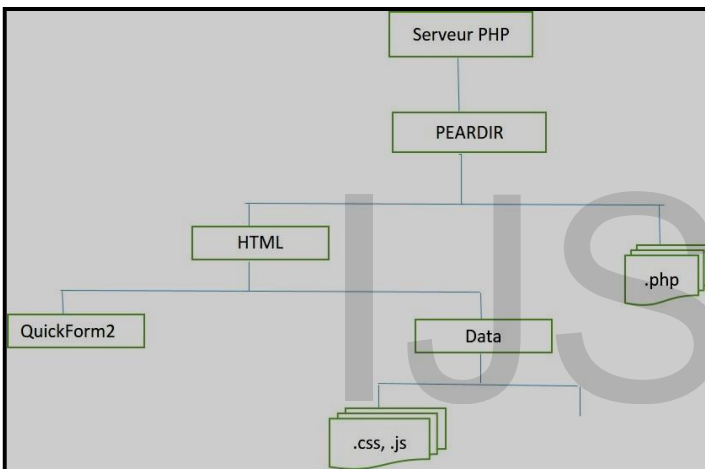 Serveur PHP
PEARDIR
HTML
.php
QuickForm2
Data
.css, .js
IJS